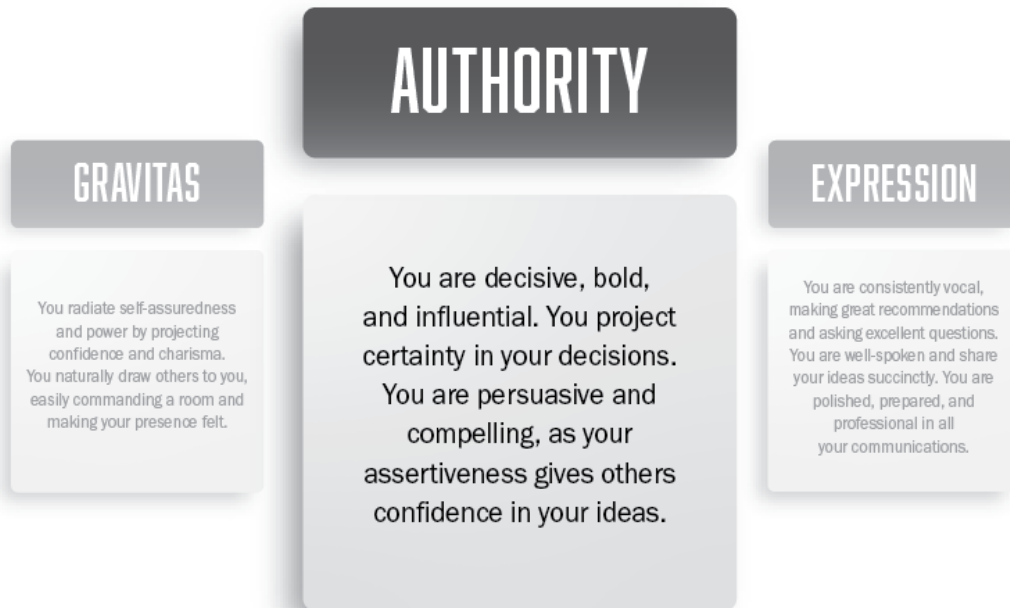 AUTHORITY
GRAVITAS
EXPRESSION
You radiate self-assuredness
and power by projecting
confidence and charisma.
You naturally draw others to you,
easily commanding a room and
making your presence felt.
You are decisive, bold,
and influential. You project
certainty in your decisions.
You are persuasive and
compelling, as your
assertiveness gives others
confidence in your ideas.
You are consistently vocal,
making great recommendations
and asking excellent questions.
You are well-spoken and share
your ideas succinctly. You are
polished, prepared, and
professional in all
your communications.